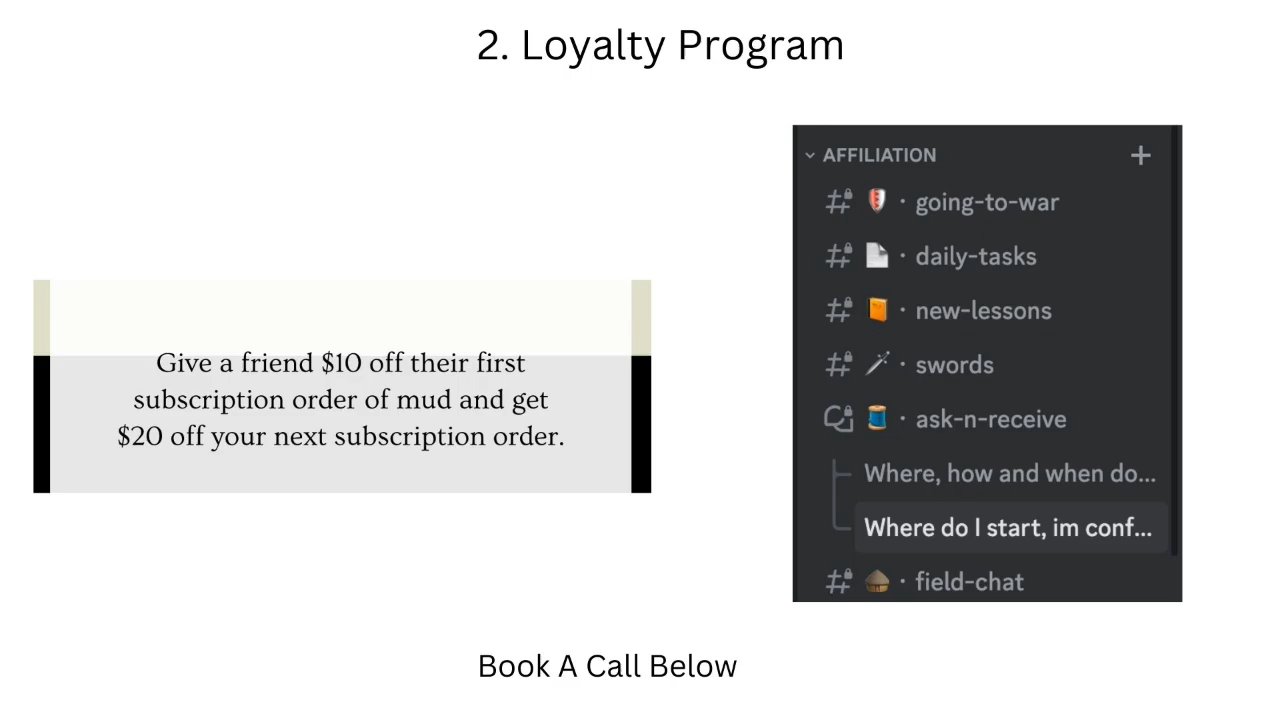 2. Loyalty Program
Give a friend $10 off their first
subscription order of mud and get
$20 off your next subscription order.
AFFILIATION
going-to-war
daily-tasks
new-lessons
swords
ask-n-receive
Where, how and when do...
Where do I start, im conf...
field-chat
Book A Call Below